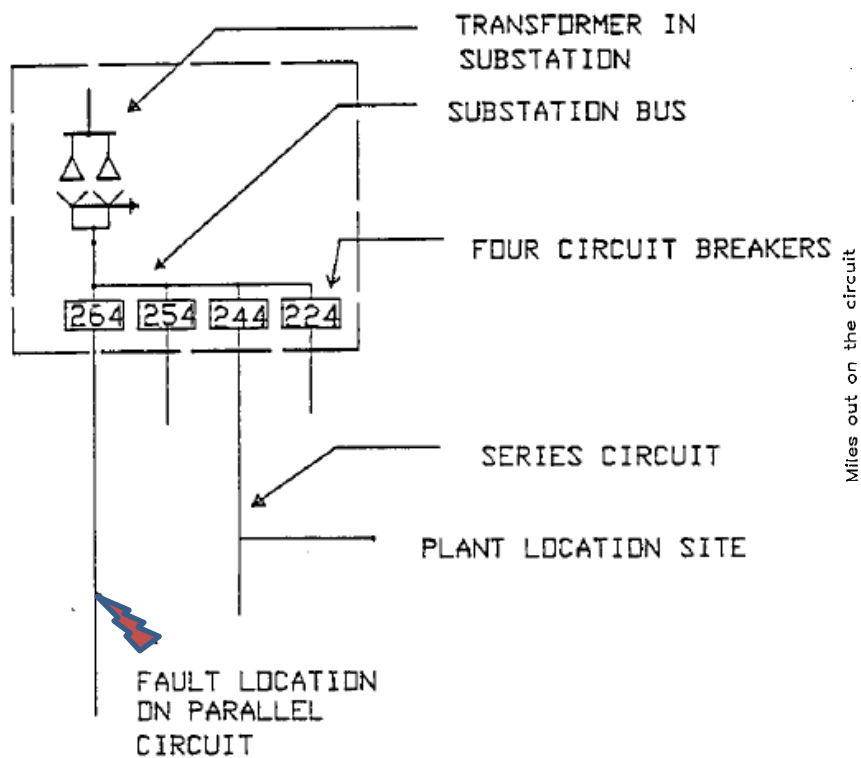 TRANSFORMER IN
SUBSTATION
SUBSTATION BUS
FOUR CIRCUIT BREAKERS
264 254 244 224
SERIES CIRCUIT
PLANT LOCATION SITE
FAULT LOCATION
ON PARALLEL
CIRCUIT
Miles out on the circuit